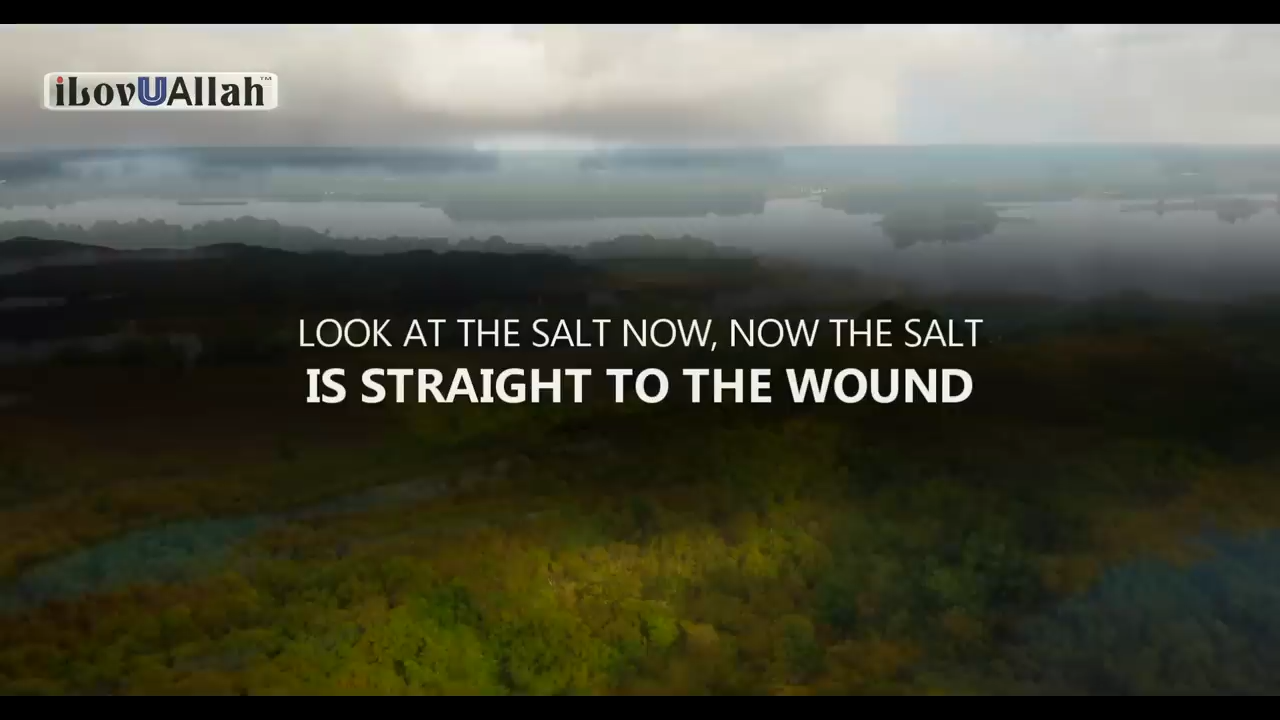 iLovUAllah™
LOOK AT THE SALT NOW, NOW THE SALT
IS STRAIGHT TO THE WOUND